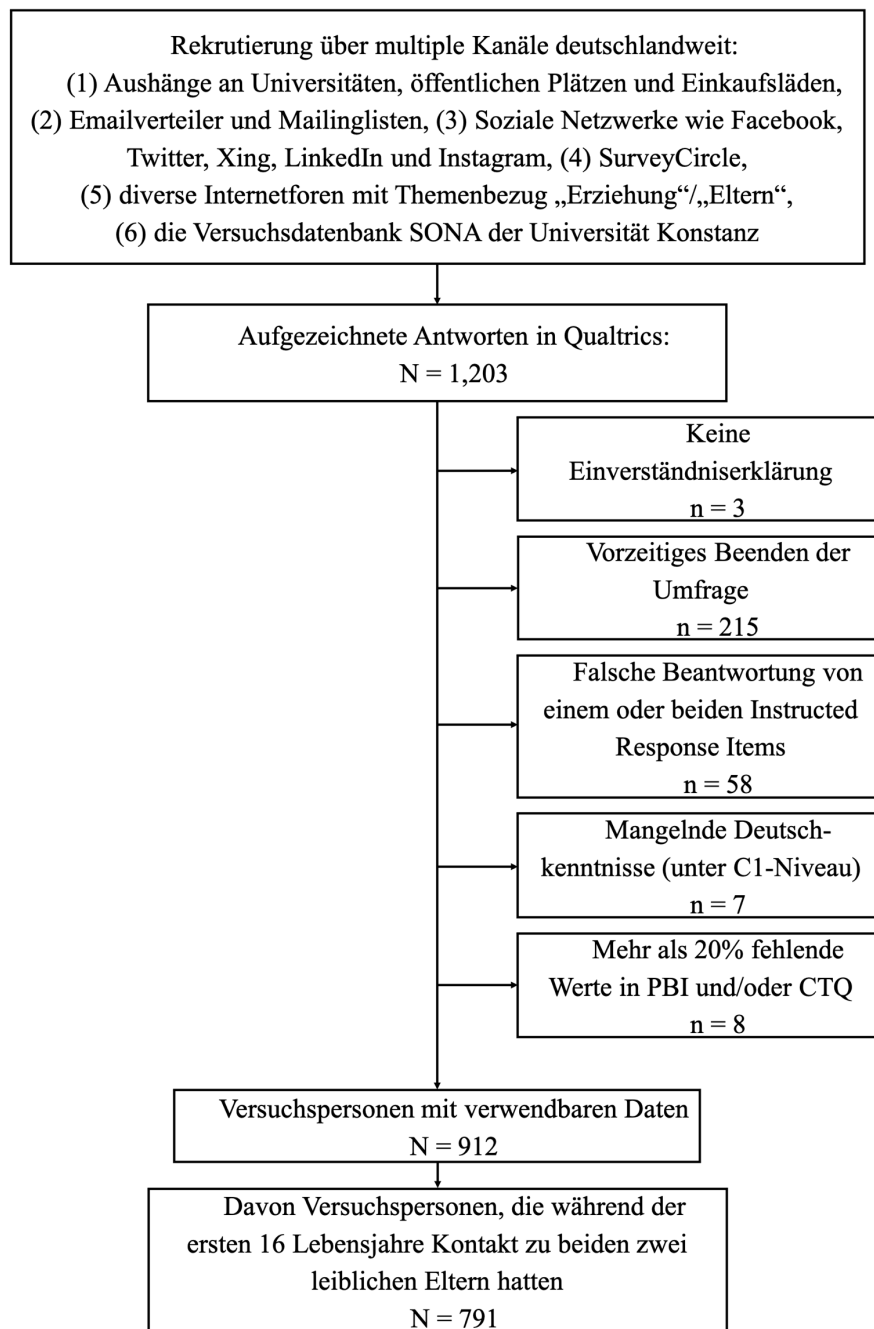 Rekrutierung über multiple Kanäle deutschlandweit:
(1) Aushänge an Universitäten, öffentlichen Plätzen und Einkaufsläden,
(2) Emailverteiler und Mailinglisten, (3) Soziale Netzwerke wie Facebook,
Twitter, Xing, LinkedIn und Instagram, (4) SurveyCircle,
(5) diverse Internetforen mit Themenbezug „Erziehung“/„Eltern“,
(6) die Versuchsdatenbank SONA der Universität Konstanz
Aufgezeichnete Antworten in Qualtrics:
N = 1,203
Keine
Einverständniserklärung
n = 3
Vorzeitiges Beenden der
Umfrage
n = 215
Falsche Beantwortung von
einem oder beiden Instructed
Response Items
n = 58
Mangelnde Deutsch-
kenntnisse (unter C1-Niveau)
n = 7
Mehr als 20% fehlende
Werte in PBI und/oder CTQ
n = 8
Versuchspersonen mit verwendbaren Daten
N = 912
Davon Versuchspersonen, die während der
ersten 16 Lebensjahre Kontakt zu beiden zwei
leiblichen Eltern hatten
N = 791